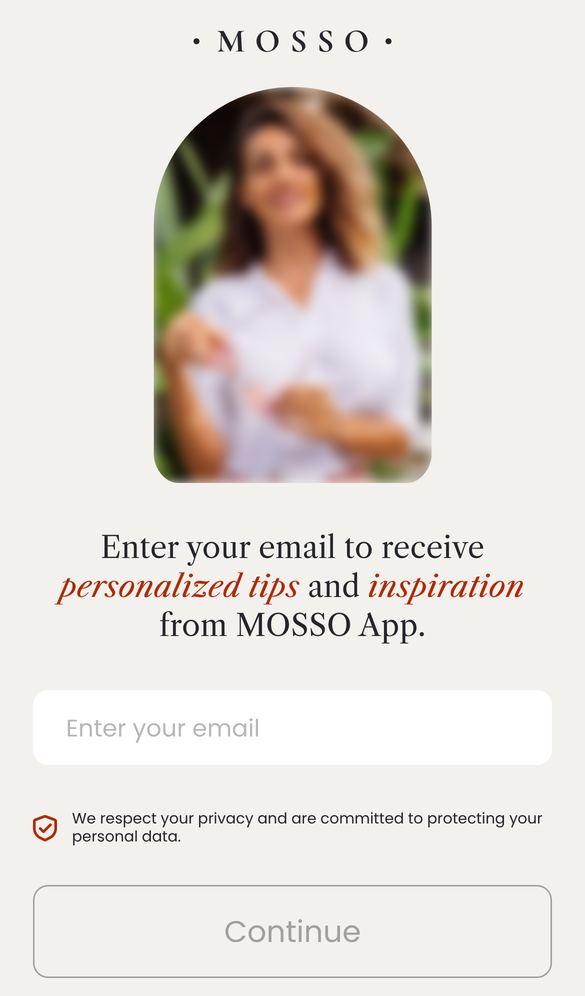 · MOSSO ·
Enter your email to receive
personalized tips and inspiration
from MOSSO App.
Enter your email
We respect your privacy and are committed to protecting your
personal data.
Continue